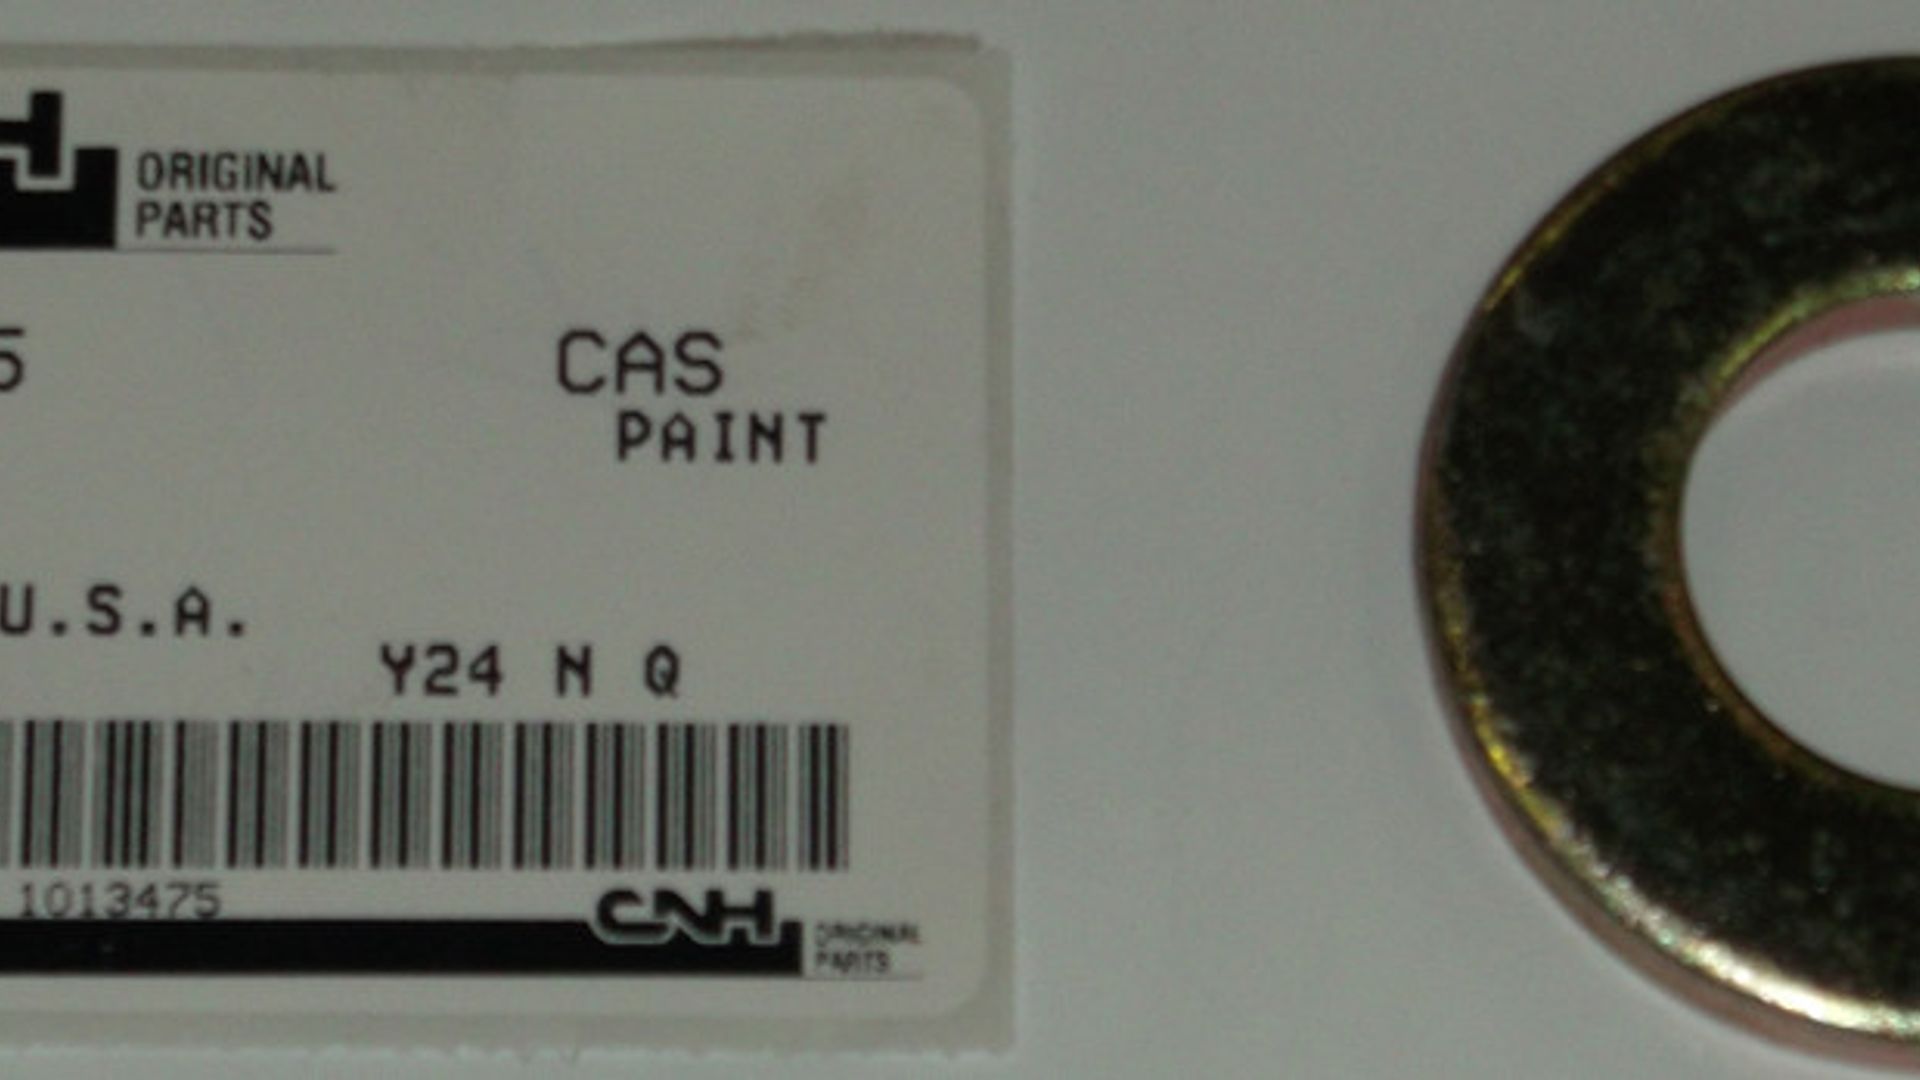 H
ORIGINAL
PARTS
5
CAS
PAINT
U.S.A.
Y24 N Q
1013475
CNH
ORIGINAL
PARTS